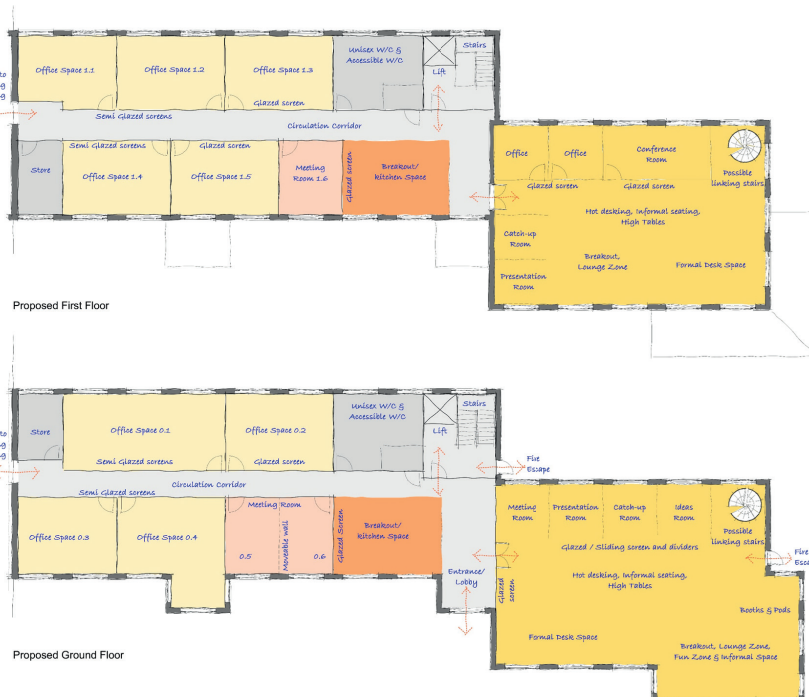 Unisex W/C &
Accessible W/C
Stairs
Lift
Office Space 1.1
Office Space 1.2
Office Space 1.3
to
Glazed screen
Semi Glazed screens
Circulation Corridor
Semi Glazed screens
Glazed screen
Store
Office Space 1.4
Office Space 1.5
Meeting
Room 1.6
Glazed screen
Breakout/
kitchen Space
Office
Office
Conference
Room
Possible
linking stairs
Glazed screen
Glazed screen
Hot desking, Informal seating,
High Tables
Catch-up
Room
Breakout,
Lounge Zone
Formal Desk Space
Presentation
Room
Proposed First Floor
Store
Office Space 0.1
Office Space 0.2
Unisex W/C &
Accessible W/C
Stairs
Lift
to
Semi Glazed screens
Glazed screen
Fire
Escape
Circulation Corridor
Semi Glazed screens
Office Space 0.3
Office Space 0.4
Meeting Room
0.5
Moveable wall
0.6
Glazed Screen
Breakout/
kitchen Space
Entrance/
Lobby
Glazed
screen
Meeting
Room
Presentation
Room
Catch-up
Room
Ideas
Room
Possible
linking stairs
Glazed / Sliding screen and dividers
Fire
Esca
Hot desking, Informal seating,
High Tables
Booths & Pods
Formal Desk Space
Breakout, Lounge Zone,
Fun Zone & Informal Space
Proposed Ground Floor